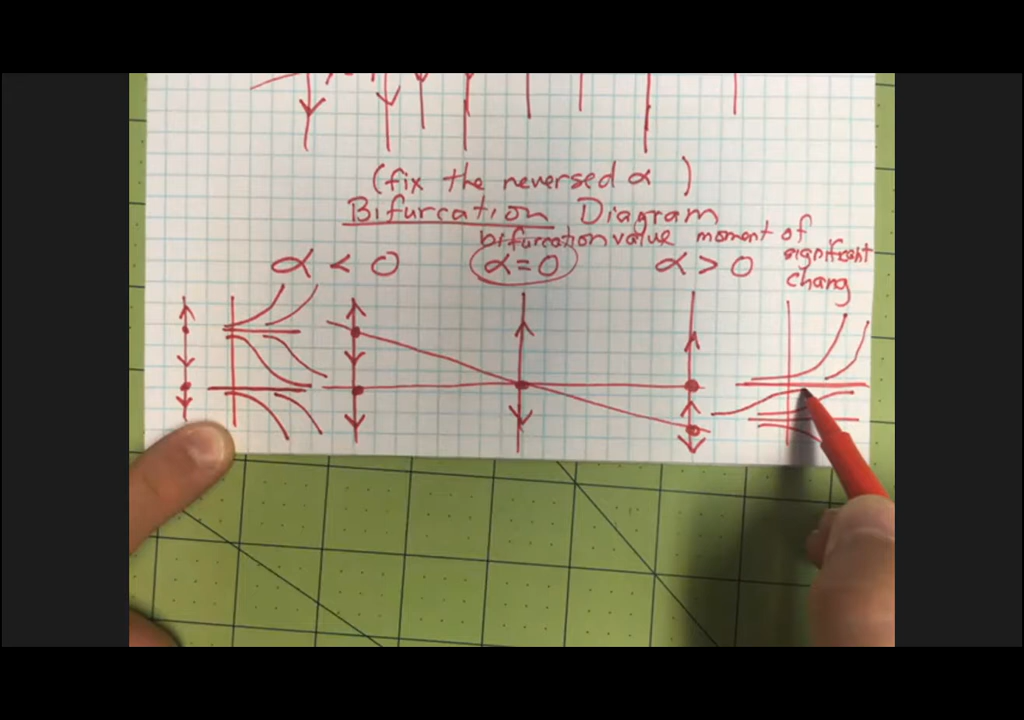 (fix the reversed α )
Bifurcation Diagram
bifurcation value moment of
significant
chang
α < 0 α = 0 α > 0